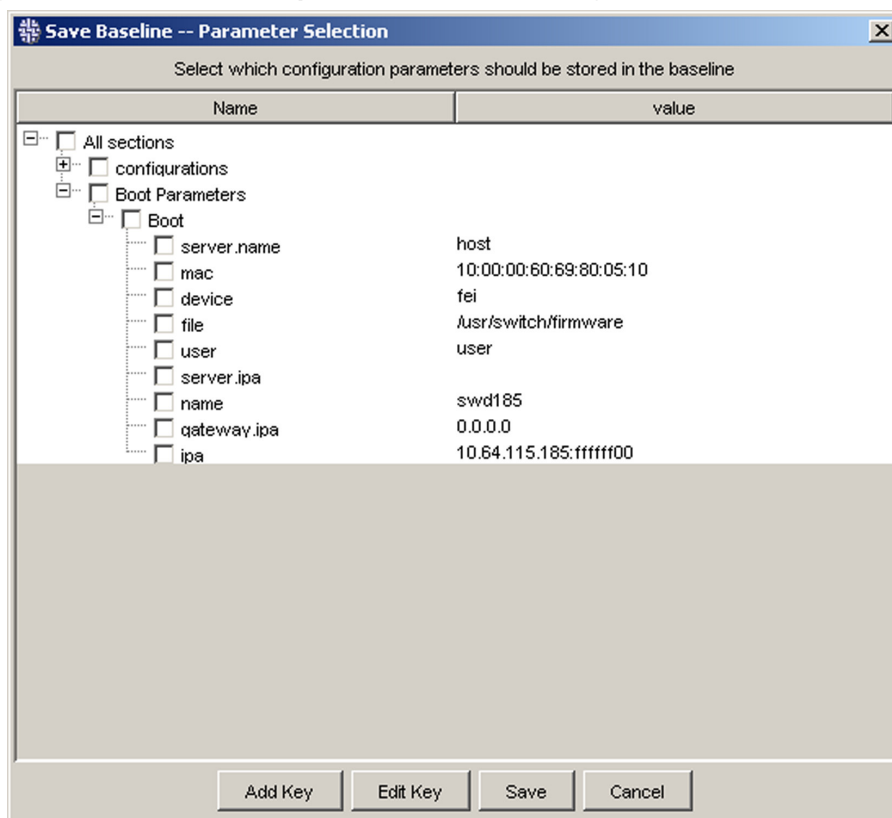 Save Baseline -- Parameter Selection
Select which configuration parameters should be stored in the baseline
Name value
All sections
configurations
Boot Parameters
Boot
server.name host
mac 10:00:00:60:69:80:05:10
device fei
file /usr/switch/firmware
user user
server.ipa
name swd185
gateway.ipa 0.0.0.0
ipa 10.64.115.185:ffffff00
Add Key Edit Key Save Cancel